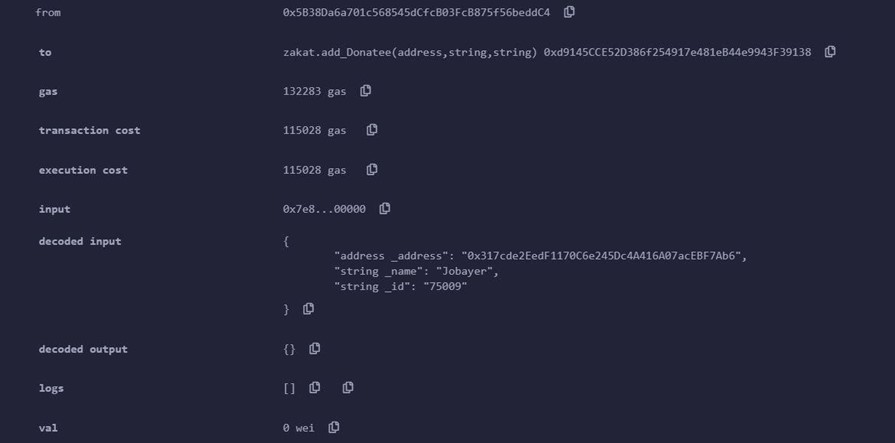 from 0x5B38Da6a701c568545dCfcB03FcB875f56beddC4
to zakat.add_Donatee(address,string,string) 0xd9145CCE52D386f254917e481eB44e9943F39138
gas 132283 gas
transaction cost 115028 gas
execution cost 115028 gas
input 0x7e8...00000
decoded input {
"address _address": "0x317cde2EedF1170C6e245Dc4A416A07acEBF7Ab6",
"string _name": "Jobayer",
"string _id": "75009"
}
decoded output {}
logs []
val 0 wei